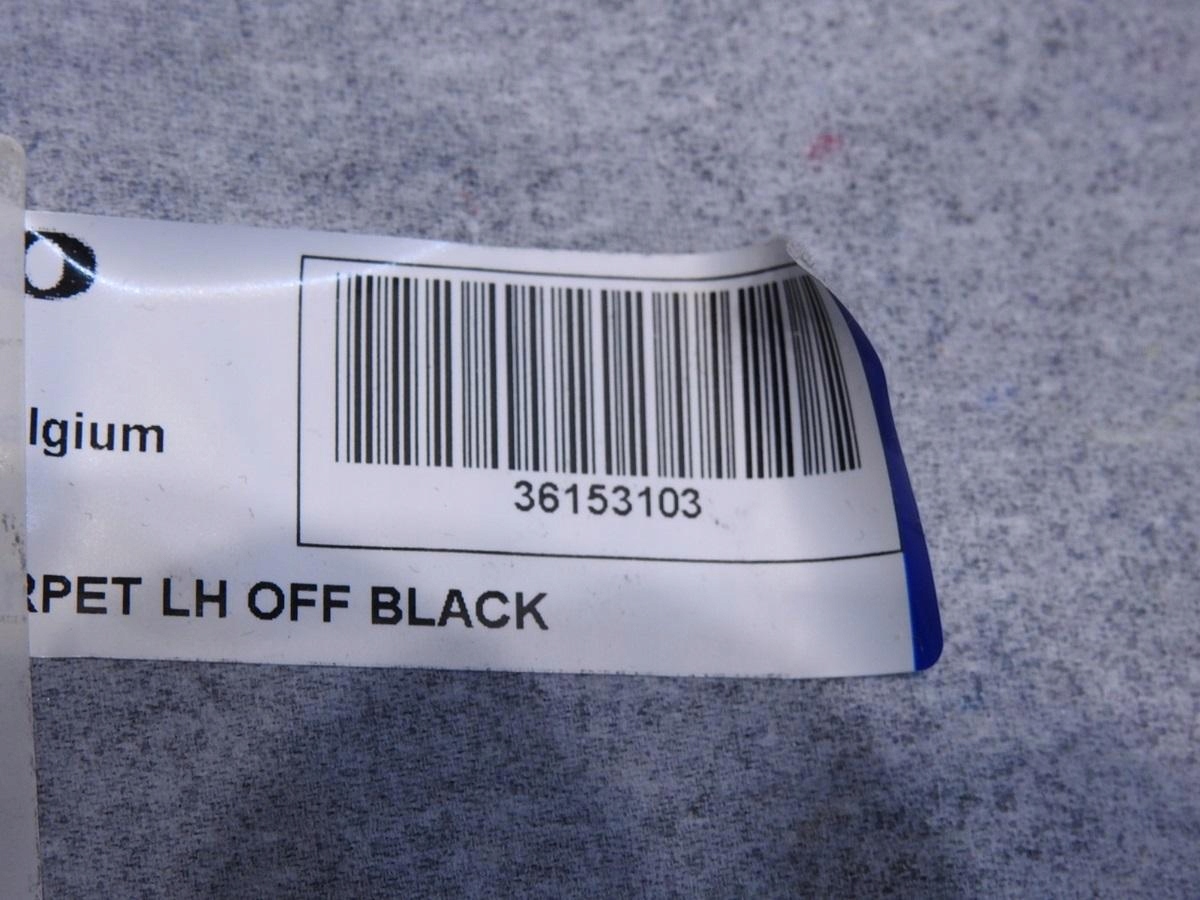 O
lgium
36153103
RPET LH OFF BLACK